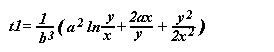 t1= 1/b³ ( a² ln y/x + 2ax/y + y²/2x² )